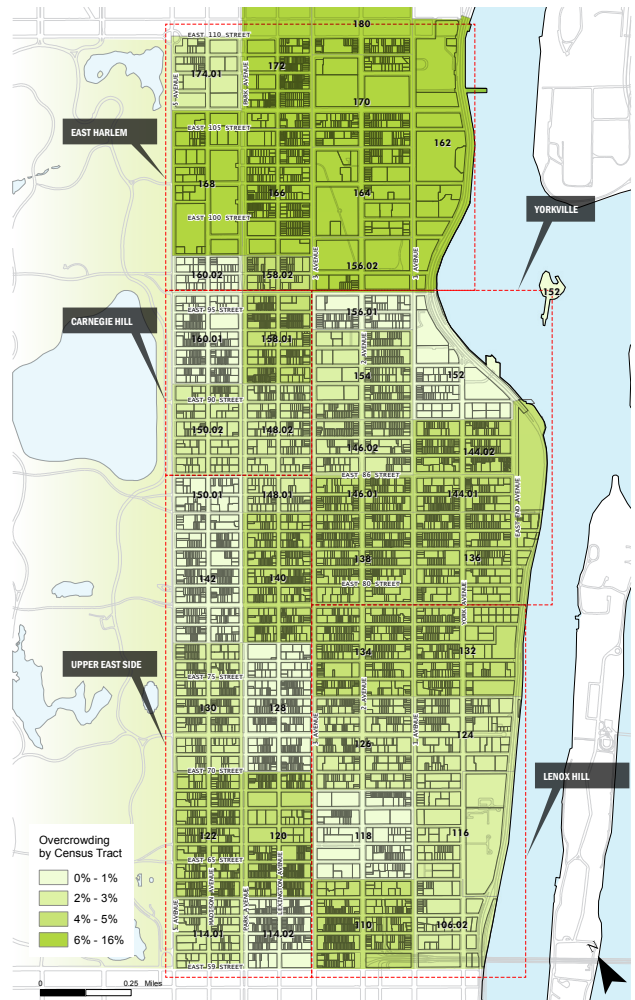 180
EAST 110 STREET
172
174.01
5 AVENUE
PARK AVENUE
170
EAST 105 STREET
EAST HARLEM
162
168
166
164
YORKVILLE
EAST 100 STREET
3 AVENUE
1 AVENUE
156.02
160.02
158.02
152
EAST 95 STREET
156.01
CARNEGIE HILL
160.01
158.01
2 AVENUE
154
152
EAST 90 STREET
150.02
148.02
146.02
144.02
EAST 86 STREET
150.01
148.01
146.01
144.01
EAST END AVENUE
138
136
142
140
EAST 80 STREET
YORK AVENUE
134
132
UPPER EAST SIDE
EAST 75 STREET
130
128
2 AVENUE
3 AVENUE
1 AVENUE
126
124
EAST 70 STREET
LENOX HILL
122
120
118
116
Overcrowding
by Census Tract
0% - 1%
2% - 3%
4% - 5%
6% - 16%
EAST 65 STREET
5 AVENUE
MADISON AVENUE
PARK AVENUE
LEXINGTON AVENUE
114.01
114.02
110
106.02
EAST 59 STREET
N
0
0.25 Miles